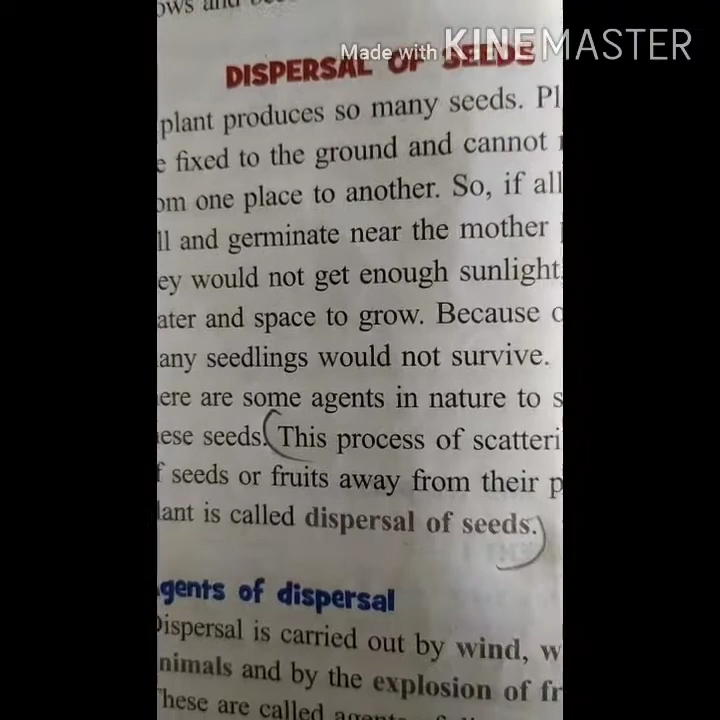 ows and
Made with KINEMASTER
DISPERSAL OF SEEDS
plant produces so many seeds. Pl
e fixed to the ground and cannot
om one place to another. So, if all
ll and germinate near the mother
ey would not get enough sunlight
ater and space to grow. Because o
any seedlings would not survive.
ere are some agents in nature to s
ese seeds. This process of scatteri
f seeds or fruits away from their p
lant is called dispersal of seeds.
gents of dispersal
Dispersal is carried out by wind, w
nimals and by the explosion of fr
These are called agents of